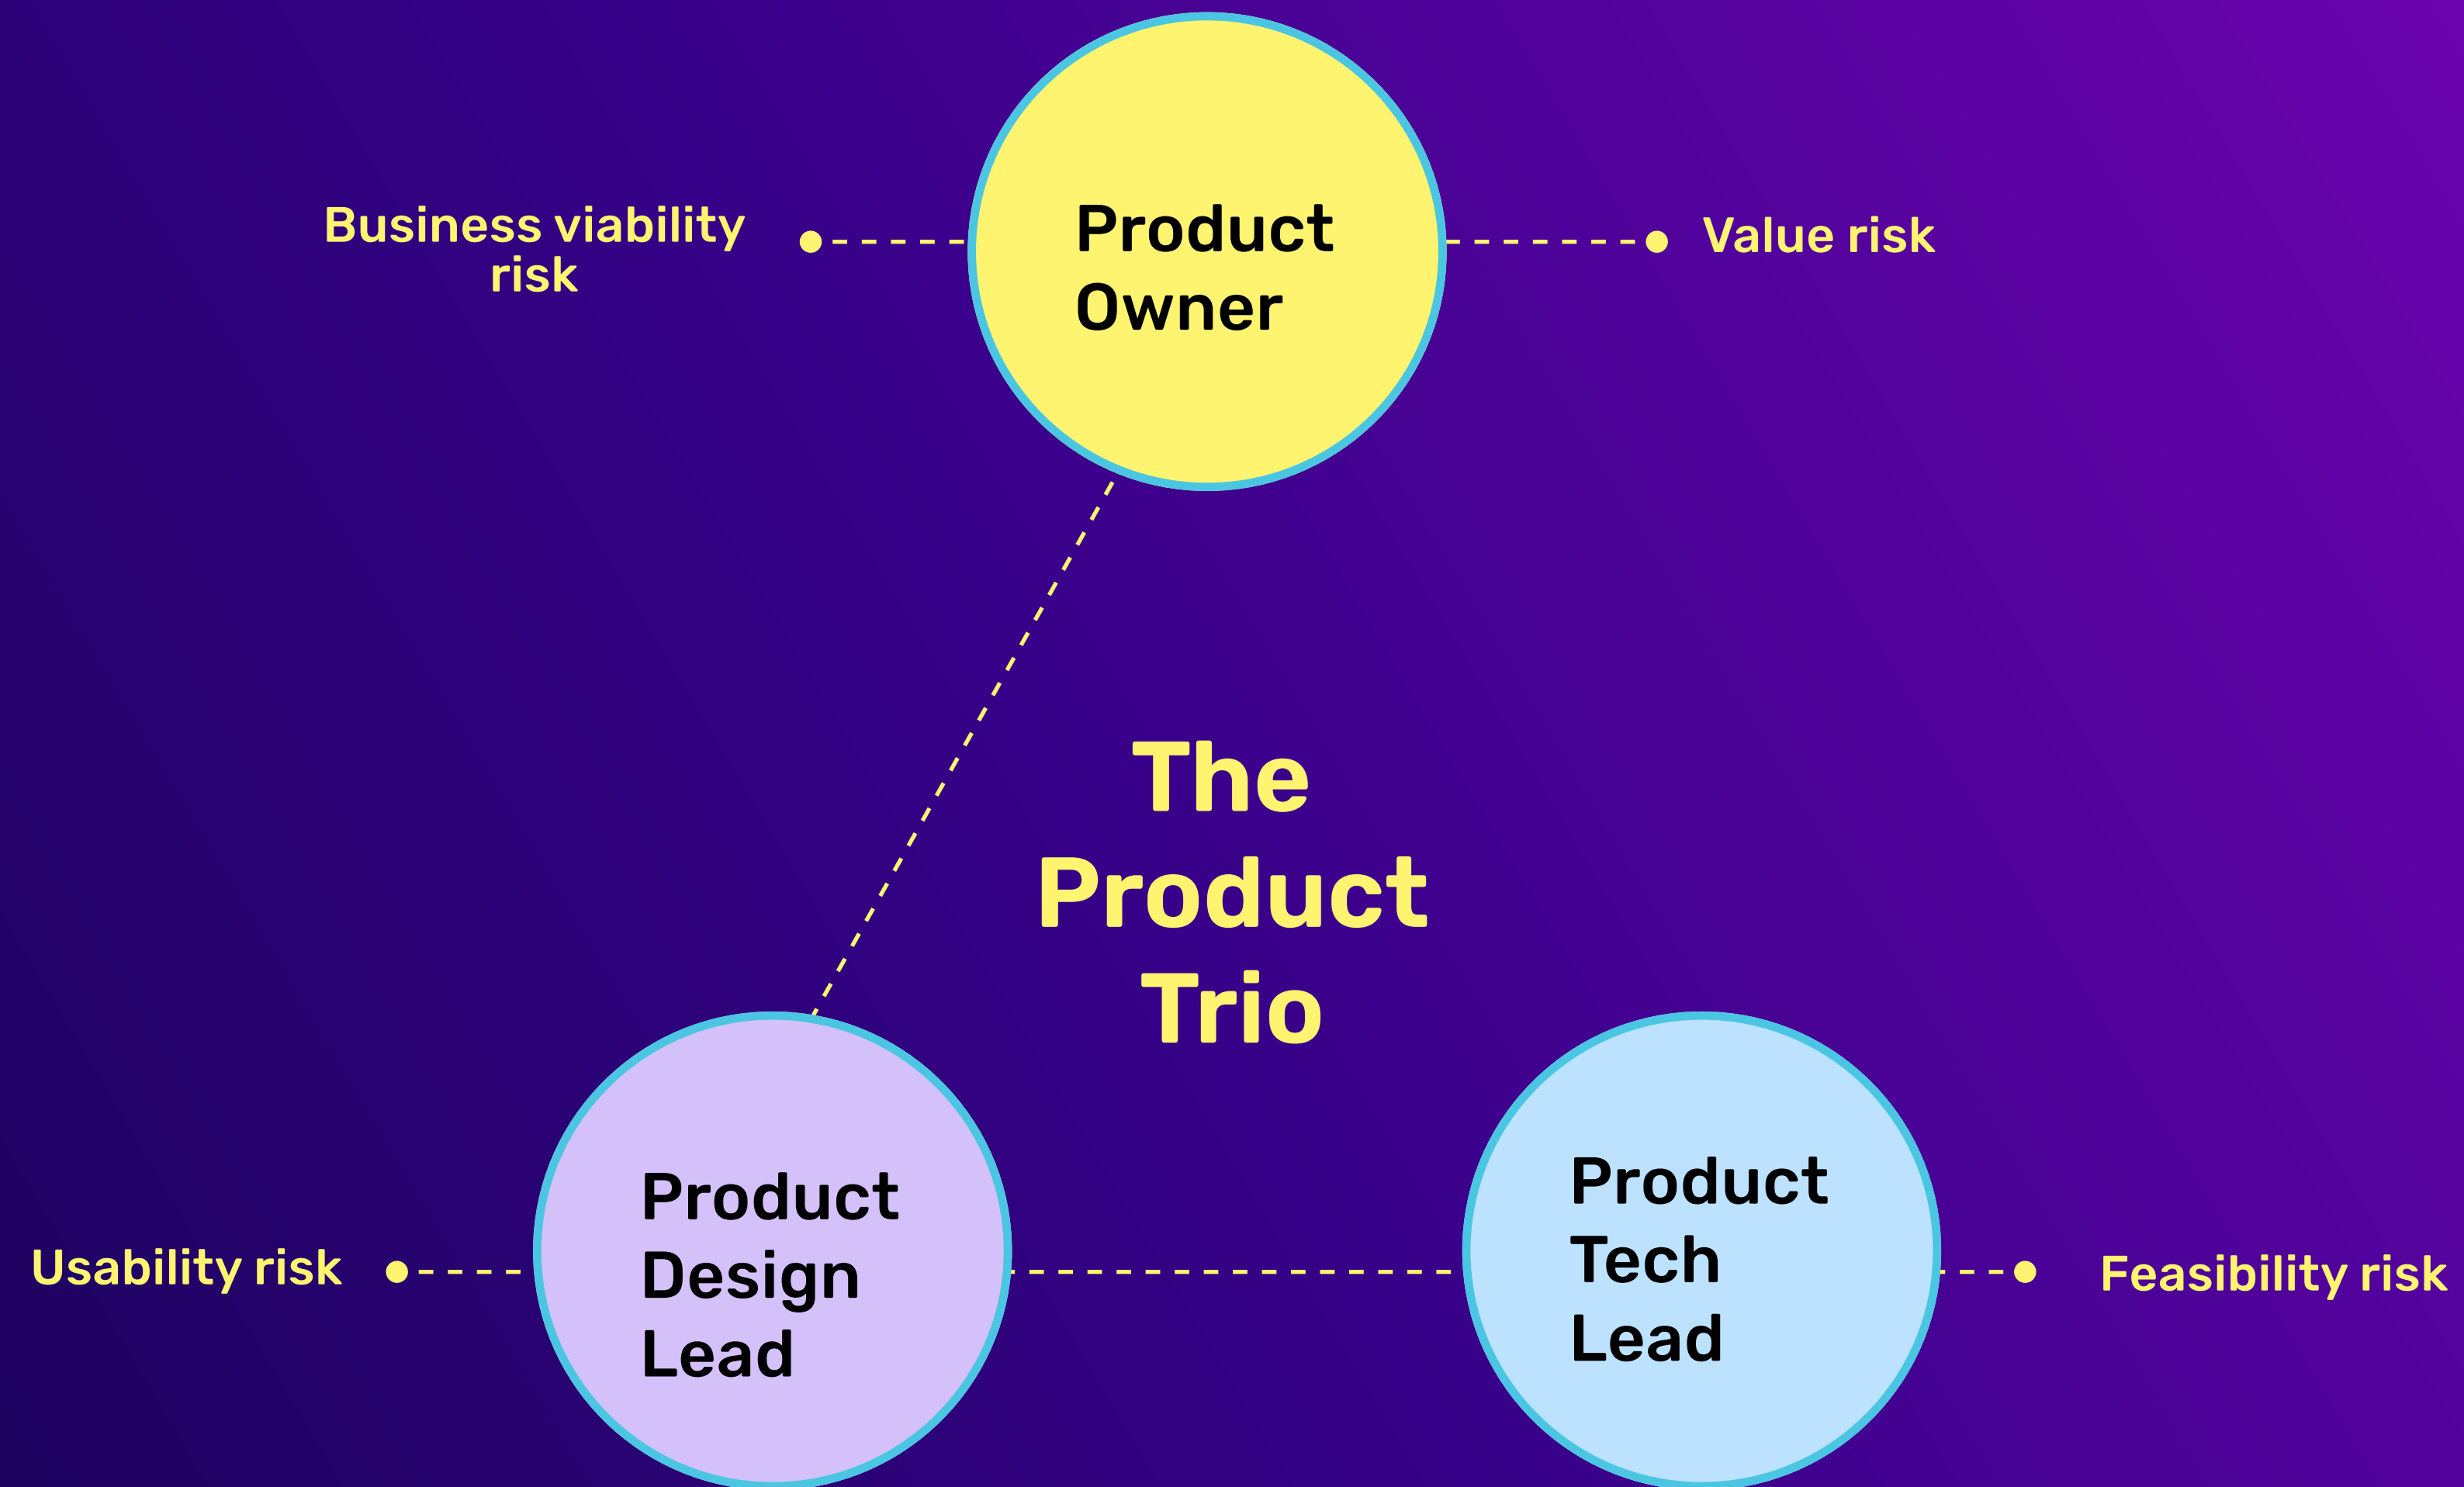 Business viability
risk
Product
Owner
Value risk
The
Product
Trio
Usability risk
Product
Design
Lead
Product
Tech
Lead
Feasibility risk